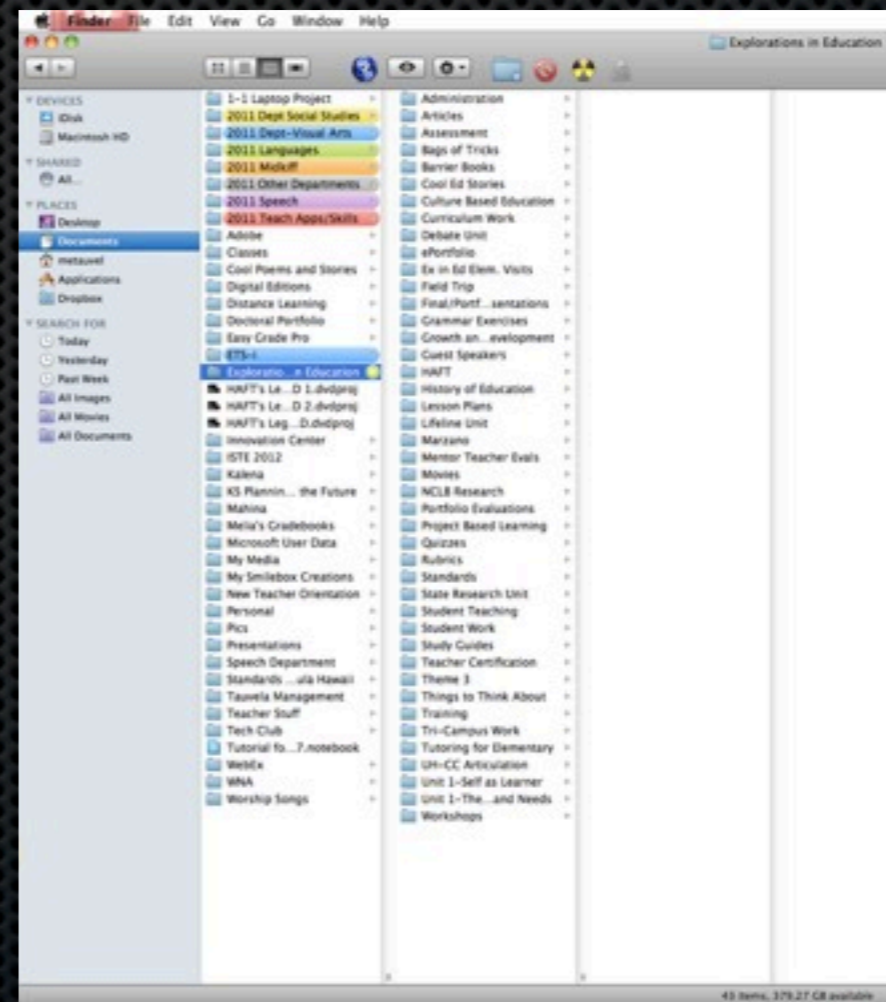 Finder File Edit View Go Window Help
Explorations in Education
DEVICES
iDisk
Macintosh HD
SHARED
All...
PLACES
Desktop
Documents
metauvel
Applications
Dropbox
SEARCH FOR
Today
Yesterday
Past Week
All Images
All Movies
All Documents
1-1 Laptop Project
2011 Dept Social Studies
2011 Dept-Visual Arts
2011 Languages
2011 Midkiff
2011 Other Departments
2011 Speech
2011 Teach Apps/Skills
Adobe
Classes
Cool Poems and Stories
Digital Editions
Distance Learning
Doctoral Portfolio
Easy Grade Pro
ETS-I
Exploratio...n Education
HAFT's Le...D 1.dvdproj
HAFT's Le...D 2.dvdproj
HAFT's Leg...D.dvdproj
Innovation Center
ISTE 2012
Kalena
KS Plannin... the Future
Mahina
Melia's Gradebooks
Microsoft User Data
My Media
My Smilebox Creations
New Teacher Orientation
Personal
Pics
Presentations
Speech Department
Standards ...ula Hawaii
Tauvela Management
Teacher Stuff
Tech Club
Tutorial fo...7.notebook
WebEx
WNA
Worship Songs
Administration
Articles
Assessment
Bags of Tricks
Barrier Books
Cool Ed Stories
Culture Based Education
Curriculum Work
Debate Unit
ePortfolio
Ex in Ed Elem. Visits
Field Trip
Final/Portf...sentations
Grammar Exercises
Growth an...evelopment
Guest Speakers
HAFT
History of Education
Lesson Plans
Lifeline Unit
Marzano
Mentor Teacher Evals
Movies
NCLB Research
Portfolio Evaluations
Project Based Learning
Quizzes
Rubrics
Standards
State Research Unit
Student Teaching
Student Work
Study Guides
Teacher Certification
Theme 3
Things to Think About
Training
Tri-Campus Work
Tutoring for Elementary
UH-CC Articulation
Unit 1-Self as Learner
Unit 1-The...and Needs
Workshops
43 items, 379.27 GB available